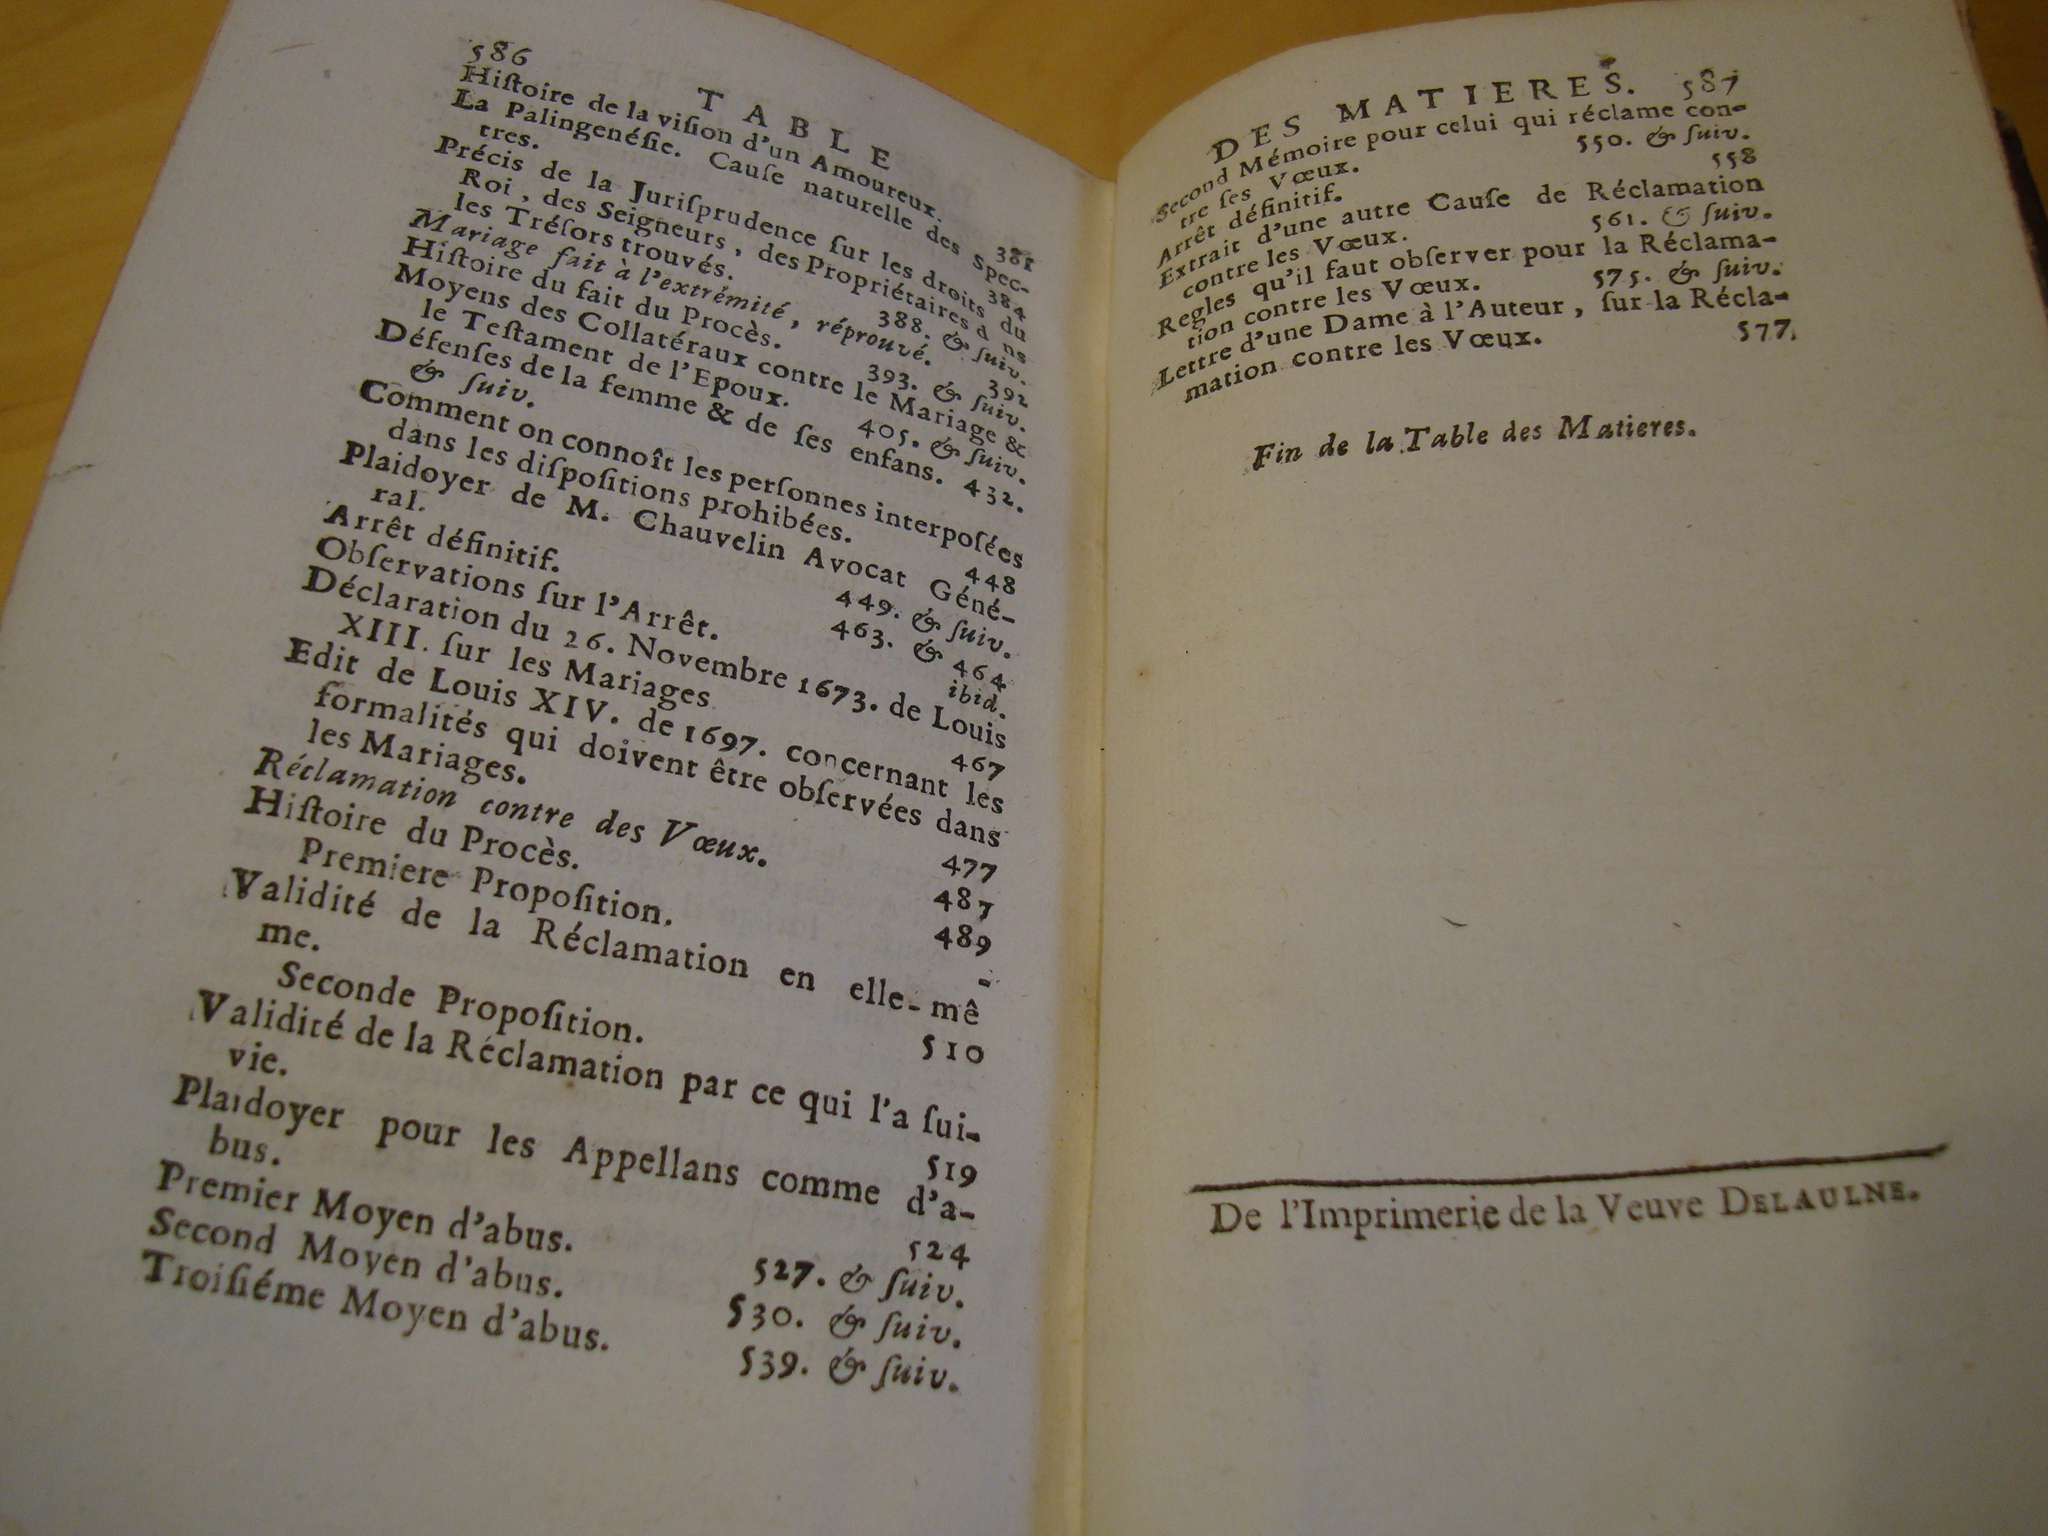 586
TABLE
Hiſtoire de la viſion d'un Amoureux. 381
La Palingenéſie. Cauſe naturelle des Spec-
tres. 384
Précis de la Juriſprudence ſur les droits du
Roi, des Seigneurs, des Propriétaires d ns
les Tréſors trouvés. 388. & ſuiv.
Mariage fait à l'extrémité, réprouvé. 392
Hiſtoire du fait du Procès. 393. & ſuiv.
Moyens des Collatéraux contre le Mariage &
le Teſtament de l'Epoux. 405. & ſuiv.
Défenſes de la femme & de ſes enfans. 432.
& ſuiv.
Comment on connoît les perſonnes interpoſées
dans les diſpoſitions prohibées. 448
Plaidoyer de M. Chauvelin Avocat Géné-
ral. 449. & ſuiv.
Arrêt définitif. 463. & 464
Obſervations ſur l'Arrêt. ibid.
Déclaration du 26. Novembre 1673. de Louis
XIII. ſur les Mariages 467
Edit de Louis XIV. de 1697. concernant les
formalités qui doivent être obſervées dans
les Mariages. 477
Réclamation contre des Vœux. 487
Hiſtoire du Procès. 489
Premiere Propoſition.
Validité de la Réclamation en elle-mê-
me. 510
Seconde Propoſition.
Validité de la Réclamation par ce qui l'a ſui-
vie. 519
Plaidoyer pour les Appellans comme d'a-
bus. 524
Premier Moyen d'abus. 527. & ſuiv.
Second Moyen d'abus. 530. & ſuiv.
Troiſiéme Moyen d'abus. 539. & ſuiv.
DES MATIERES. 587
Second Mémoire pour celui qui réclame con-
tre ſes Vœux. 550. & ſuiv.
Arrêt définitif. 558
Extrait d'une autre Cauſe de Réclamation
contre les Vœux. 561. & ſuiv.
Regles qu'il faut obſerver pour la Réclama-
tion contre les Vœux. 575. & ſuiv.
Lettre d'une Dame à l'Auteur, ſur la Récla-
mation contre les Vœux. 577.
Fin de la Table des Matieres.
De l'Imprimerie de la Veuve DELAULNE.